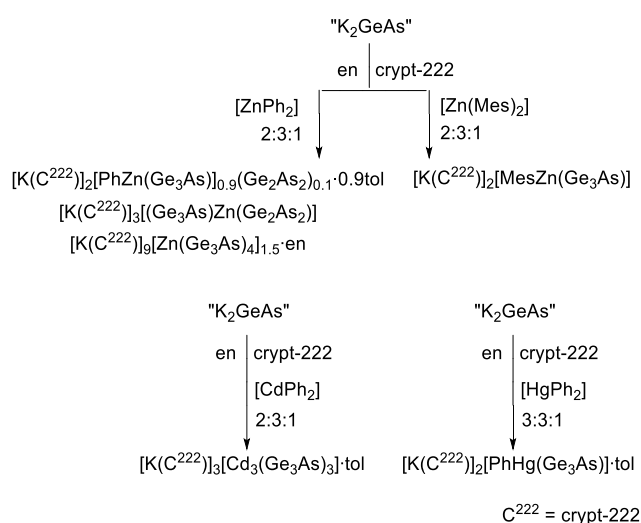 "K₂GeAs"
en crypt-222
[ZnPh₂] [Zn(Mes)₂]
2:3:1 2:3:1
[K(C²²²)]₂[PhZn(Ge₃As)]₀.₉(Ge₂As₂)₀.₁·0.9tol [K(C²²²)]₂[MesZn(Ge₃As)]
[K(C²²²)]₃[(Ge₃As)Zn(Ge₂As₂)]
[K(C²²²)]₉[Zn(Ge₃As)₄]₁.₅·en
"K₂GeAs" "K₂GeAs"
en crypt-222 en crypt-222
[CdPh₂] [HgPh₂]
2:3:1 3:3:1
[K(C²²²)]₃[Cd₃(Ge₃As)₃]·tol [K(C²²²)]₂[PhHg(Ge₃As)]·tol
C²²² = crypt-222